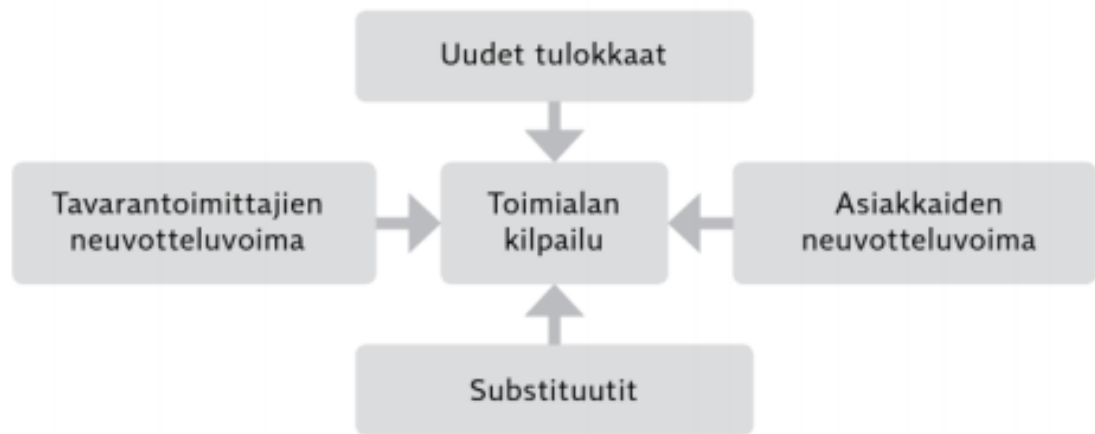 Uudet tulokkaat
Tavarantoimittajien
neuvotteluvoima
Toimialan
kilpailu
Asiakkaiden
neuvotteluvoima
Substituutit